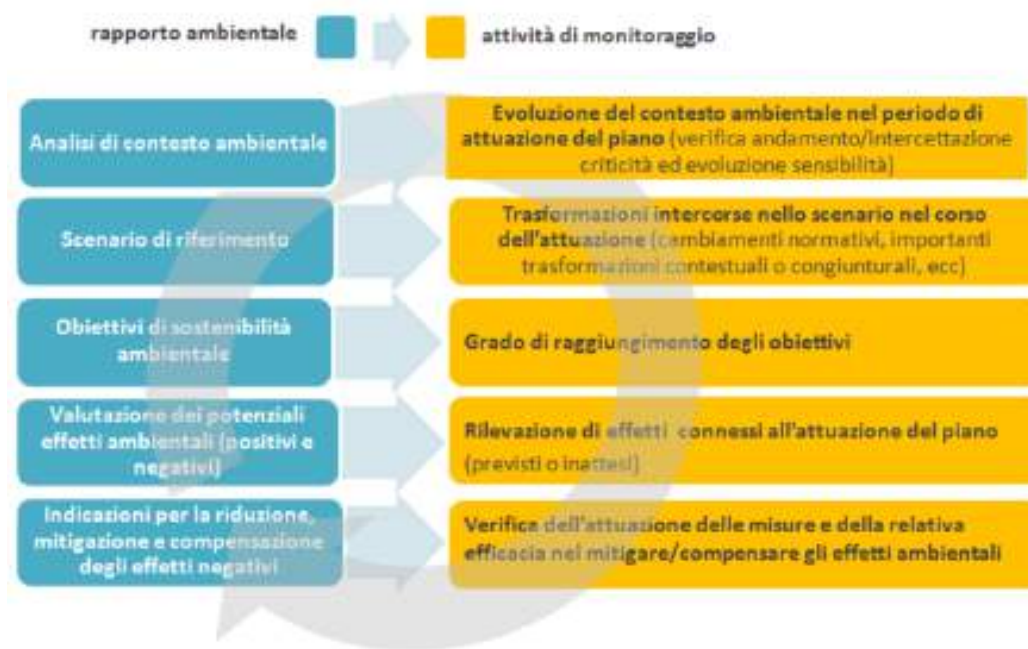 rapporto ambientale
attività di monitoraggio
Analisi di contesto ambientale
Evoluzione del contesto ambientale nel periodo di
attuazione del piano (verifica andamento/intercettazione
criticità ed evoluzione sensibilità)
Scenario di riferimento
Trasformazioni intercorse nello scenario nel corso
dell'attuazione (cambiamenti normativi, importanti
trasformazioni contestuali o congiunturali, ecc)
Obiettivi di sostenibilità
ambientale
Grado di raggiungimento degli obiettivi
Valutazione dei potenziali
effetti ambientali (positivi e
negativi)
Rilevazione di effetti connessi all'attuazione del piano
(previsti o inattesi)
Indicazioni per la riduzione,
mitigazione e compensazione
degli effetti negativi
Verifica dell'attuazione delle misure e della relativa
efficacia nel mitigare/compensare gli effetti ambientali